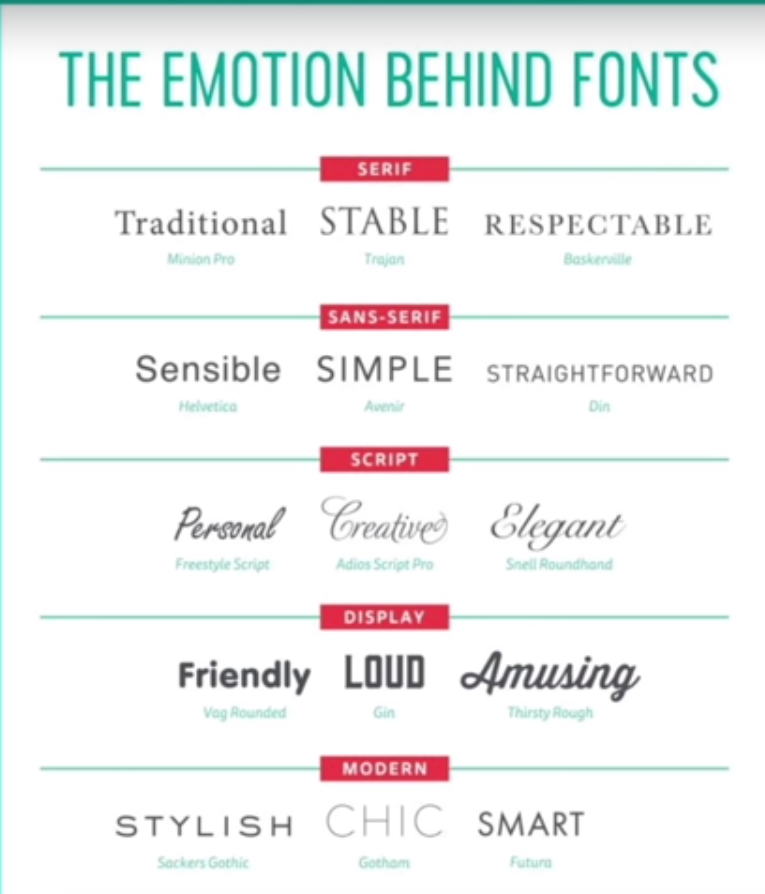 THE EMOTION BEHIND FONTS
SERIF
Traditional STABLE RESPECTABLE
Minion Pro Trajan Baskerville
SANS-SERIF
Sensible SIMPLE STRAIGHTFORWARD
Helvetica Avenir Din
SCRIPT
Personal Creative Elegant
Freestyle Script Adios Script Pro Snell Roundhand
DISPLAY
Friendly LOUD Amusing
Vag Rounded Gin Thirsty Rough
MODERN
STYLISH CHIC SMART
Sackers Gothic Gotham Futura